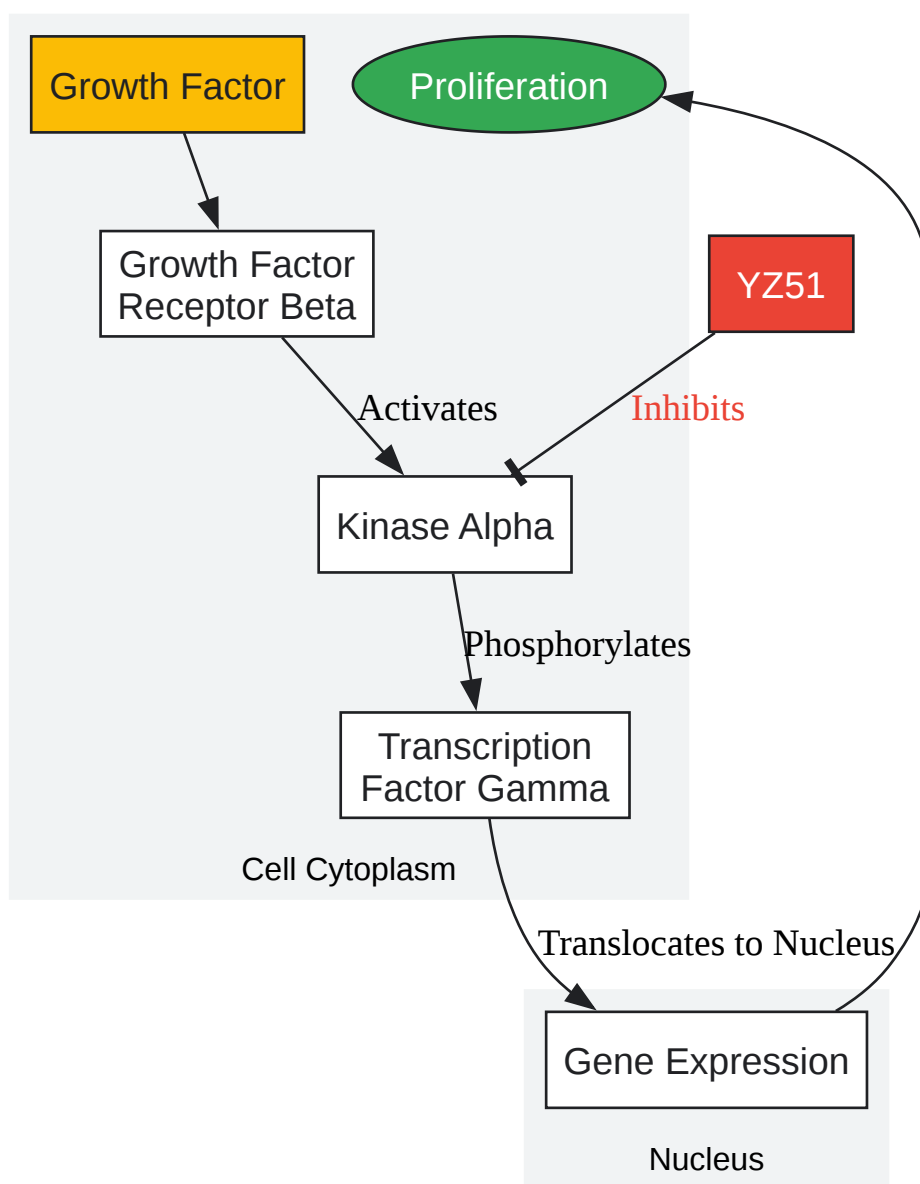 Growth Factor
Proliferation
Growth Factor
Receptor Beta
YZ51
Activates
Inhibits
Kinase Alpha
Phosphorylates
Transcription
Factor Gamma
Cell Cytoplasm
Translocates to Nucleus
Gene Expression
Nucleus